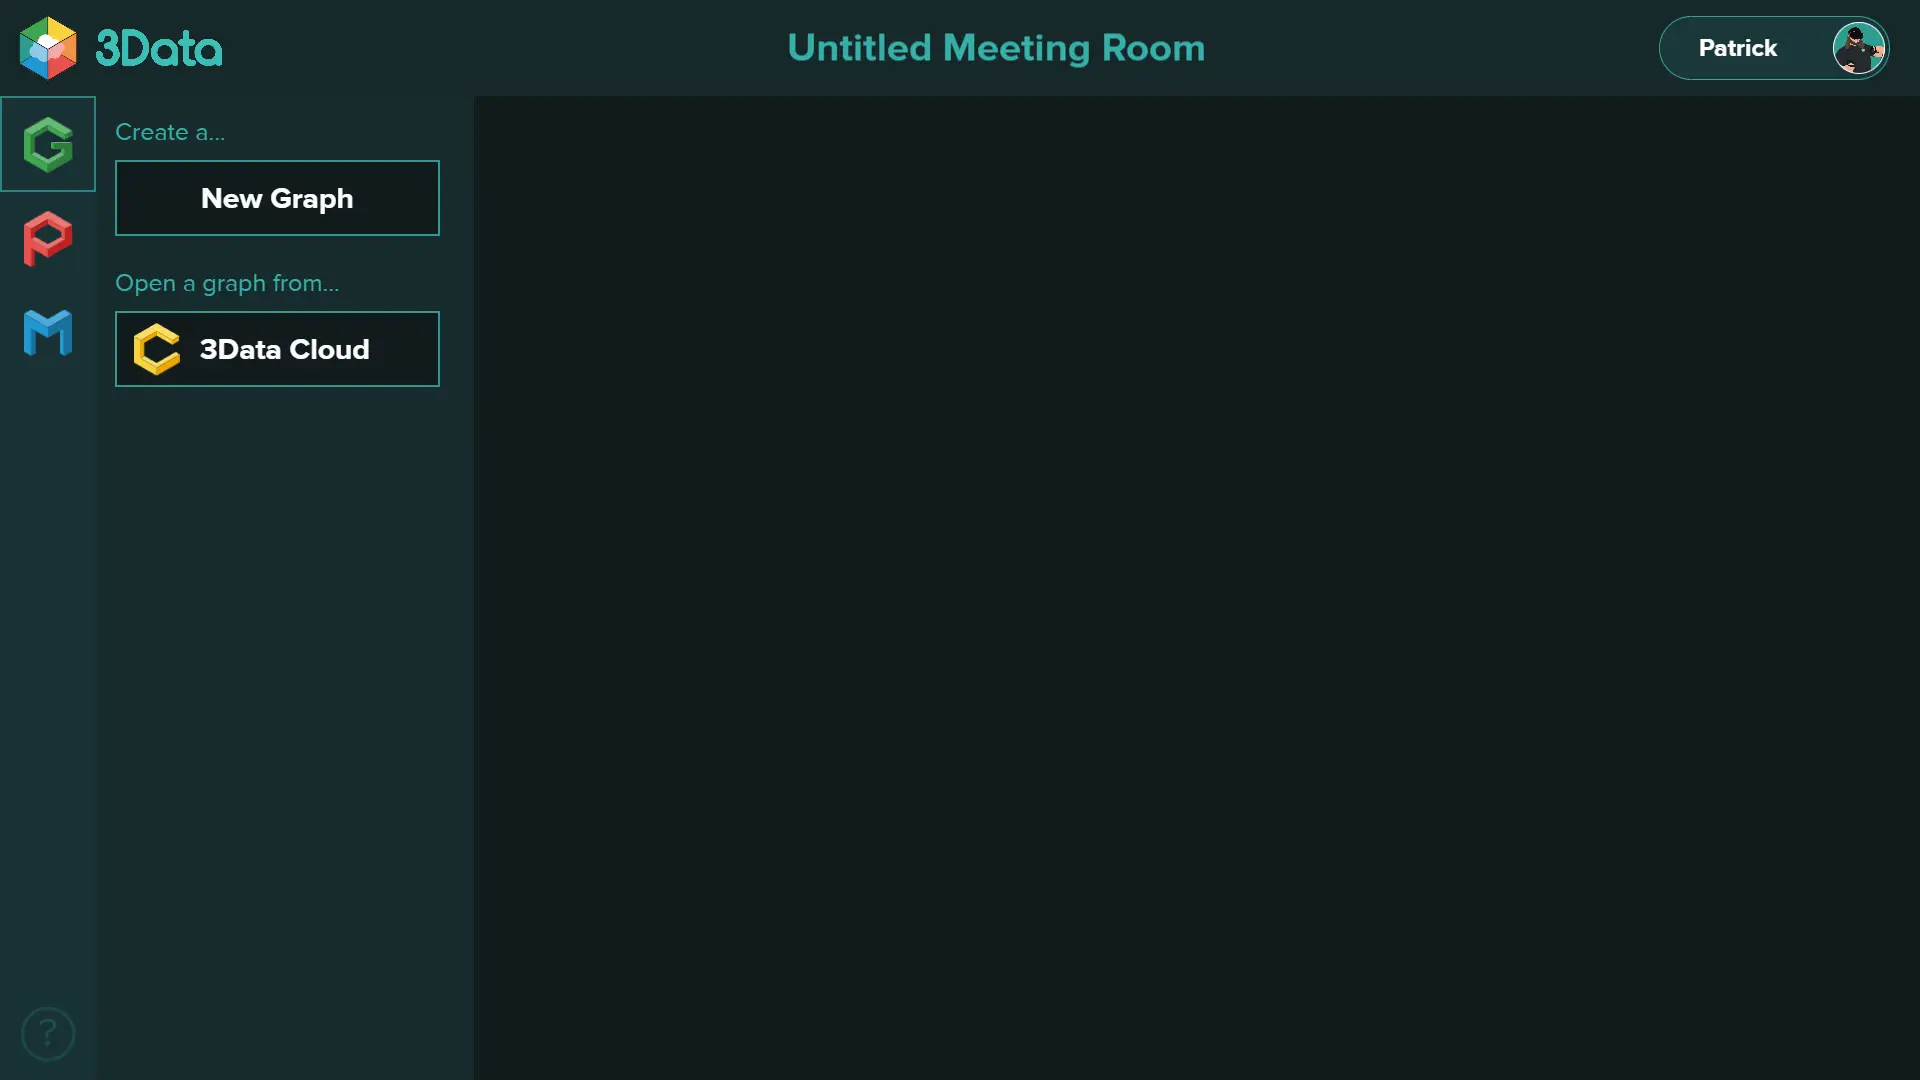 3Data
Untitled Meeting Room
Patrick
Create a...
New Graph
Open a graph from...
3Data Cloud
?